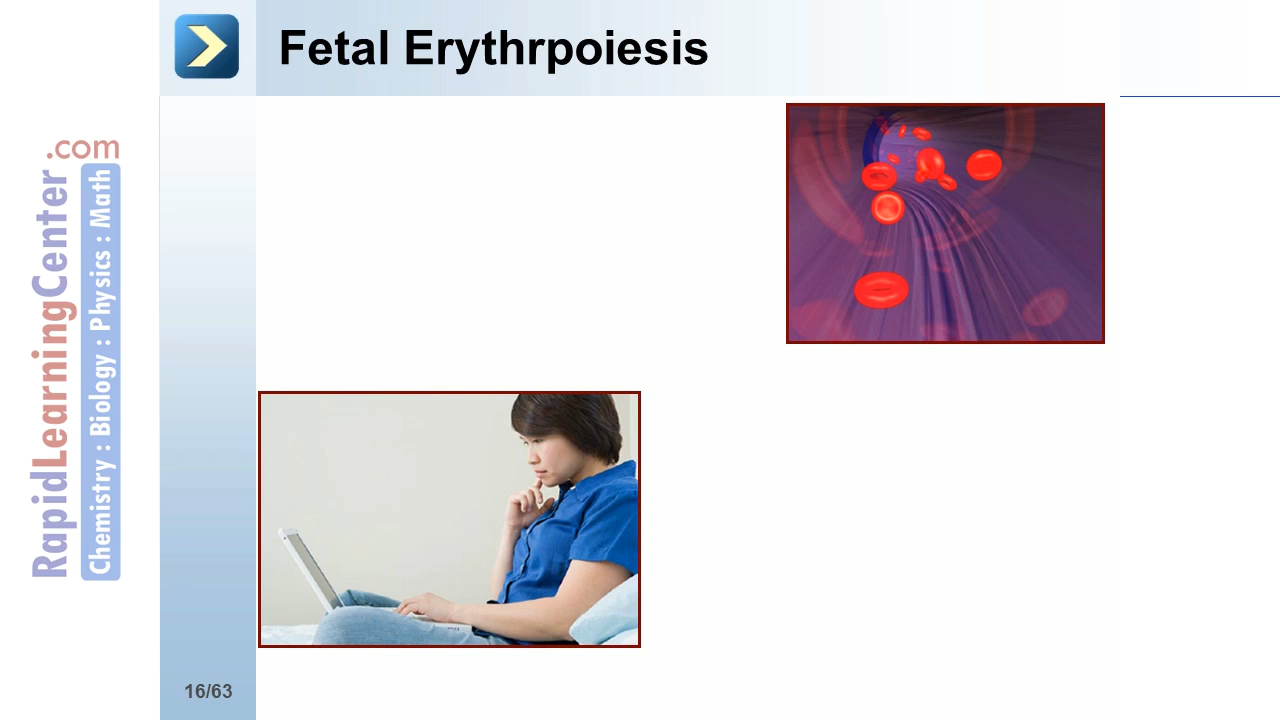 Fetal Erythrpoiesis
RapidLearningCenter.com
Chemistry : Biology : Physics : Math
16/63